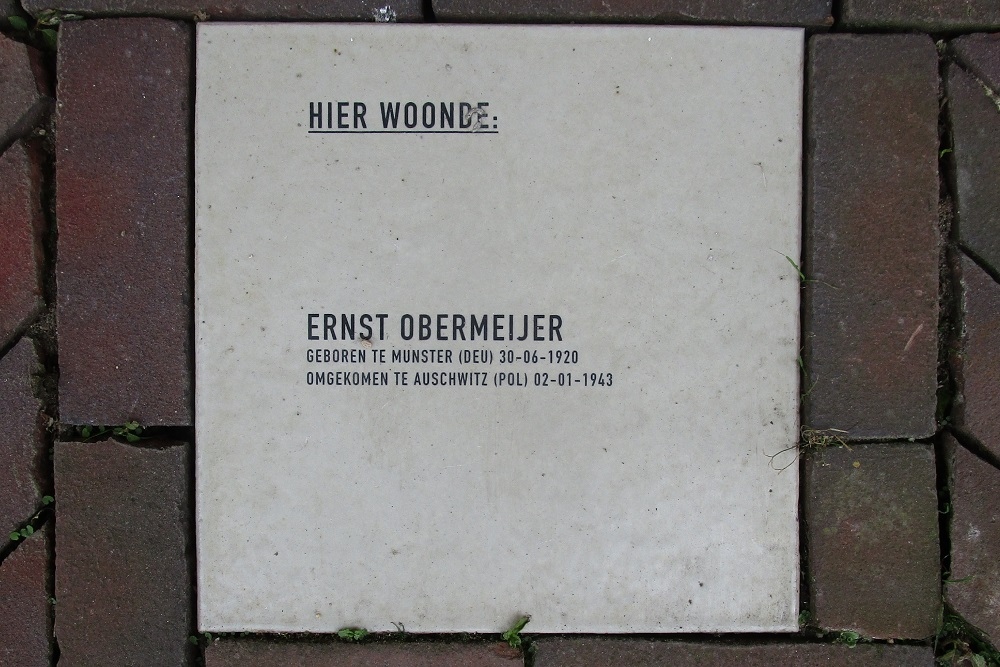 HIER WOONDE:
ERNST OBERMEIJER
GEBOREN TE MUNSTER (DEU) 30-06-1920
OMGEKOMEN TE AUSCHWITZ (POL) 02-01-1943